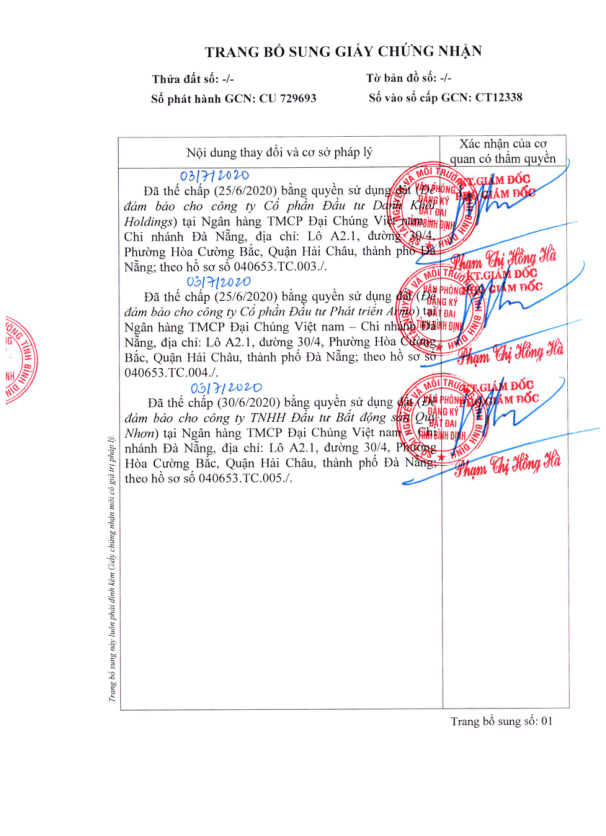 TRANG BỔ SUNG GIẤY CHỨNG NHẬN
Thửa đất số: -/- Tờ bản đồ số: -/-
Số phát hành GCN: CU 729693 Số vào sổ cấp GCN: CT12338
Nội dung thay đổi và cơ sở pháp lý
Xác nhận của cơ
quan có thẩm quyền
03/7/2020
Đã thế chấp (25/6/2020) bằng quyền sử dụng đất (Để
đảm bảo cho công ty Cổ phần Đầu tư Danh Khôi
Holdings) tại Ngân hàng TMCP Đại Chúng Việt nam –
Chi nhánh Đà Nẵng, địa chỉ: Lô A2.1, đường 30/4,
Phường Hòa Cường Bắc, Quận Hải Châu, thành phố Đà
Nẵng; theo hồ sơ số 040653.TC.003./.
KT.GIÁM ĐỐC
PHÓ GIÁM ĐỐC
Phạm Thị Hồng Hà
03/7/2020
Đã thế chấp (25/6/2020) bằng quyền sử dụng đất (Để
đảm bảo cho công ty Cổ phần Đầu tư Phát triển Armo) tại
Ngân hàng TMCP Đại Chúng Việt nam – Chi nhánh Đà
Nẵng, địa chỉ: Lô A2.1, đường 30/4, Phường Hòa Cường
Bắc, Quận Hải Châu, thành phố Đà Nẵng; theo hồ sơ số
040653.TC.004./.
KT.GIÁM ĐỐC
PHÓ GIÁM ĐỐC
Phạm Thị Hồng Hà
03/7/2020
Đã thế chấp (30/6/2020) bằng quyền sử dụng đất (Để
đảm bảo cho công ty TNHH Đầu tư Bất động sản Quy
Nhơn) tại Ngân hàng TMCP Đại Chúng Việt nam – Chi
nhánh Đà Nẵng, địa chỉ: Lô A2.1, đường 30/4, Phường
Hòa Cường Bắc, Quận Hải Châu, thành phố Đà Nẵng;
theo hồ sơ số 040653.TC.005./.
KT.GIÁM ĐỐC
PHÓ GIÁM ĐỐC
Phạm Thị Hồng Hà
VĂN PHÒNG
ĐĂNG KÝ
ĐẤT ĐAI
TỈNH BÌNH ĐỊNH
Trang bổ sung này luôn phải đính kèm Giấy chứng nhận mới có giá trị pháp lý.
Trang bổ sung số: 01